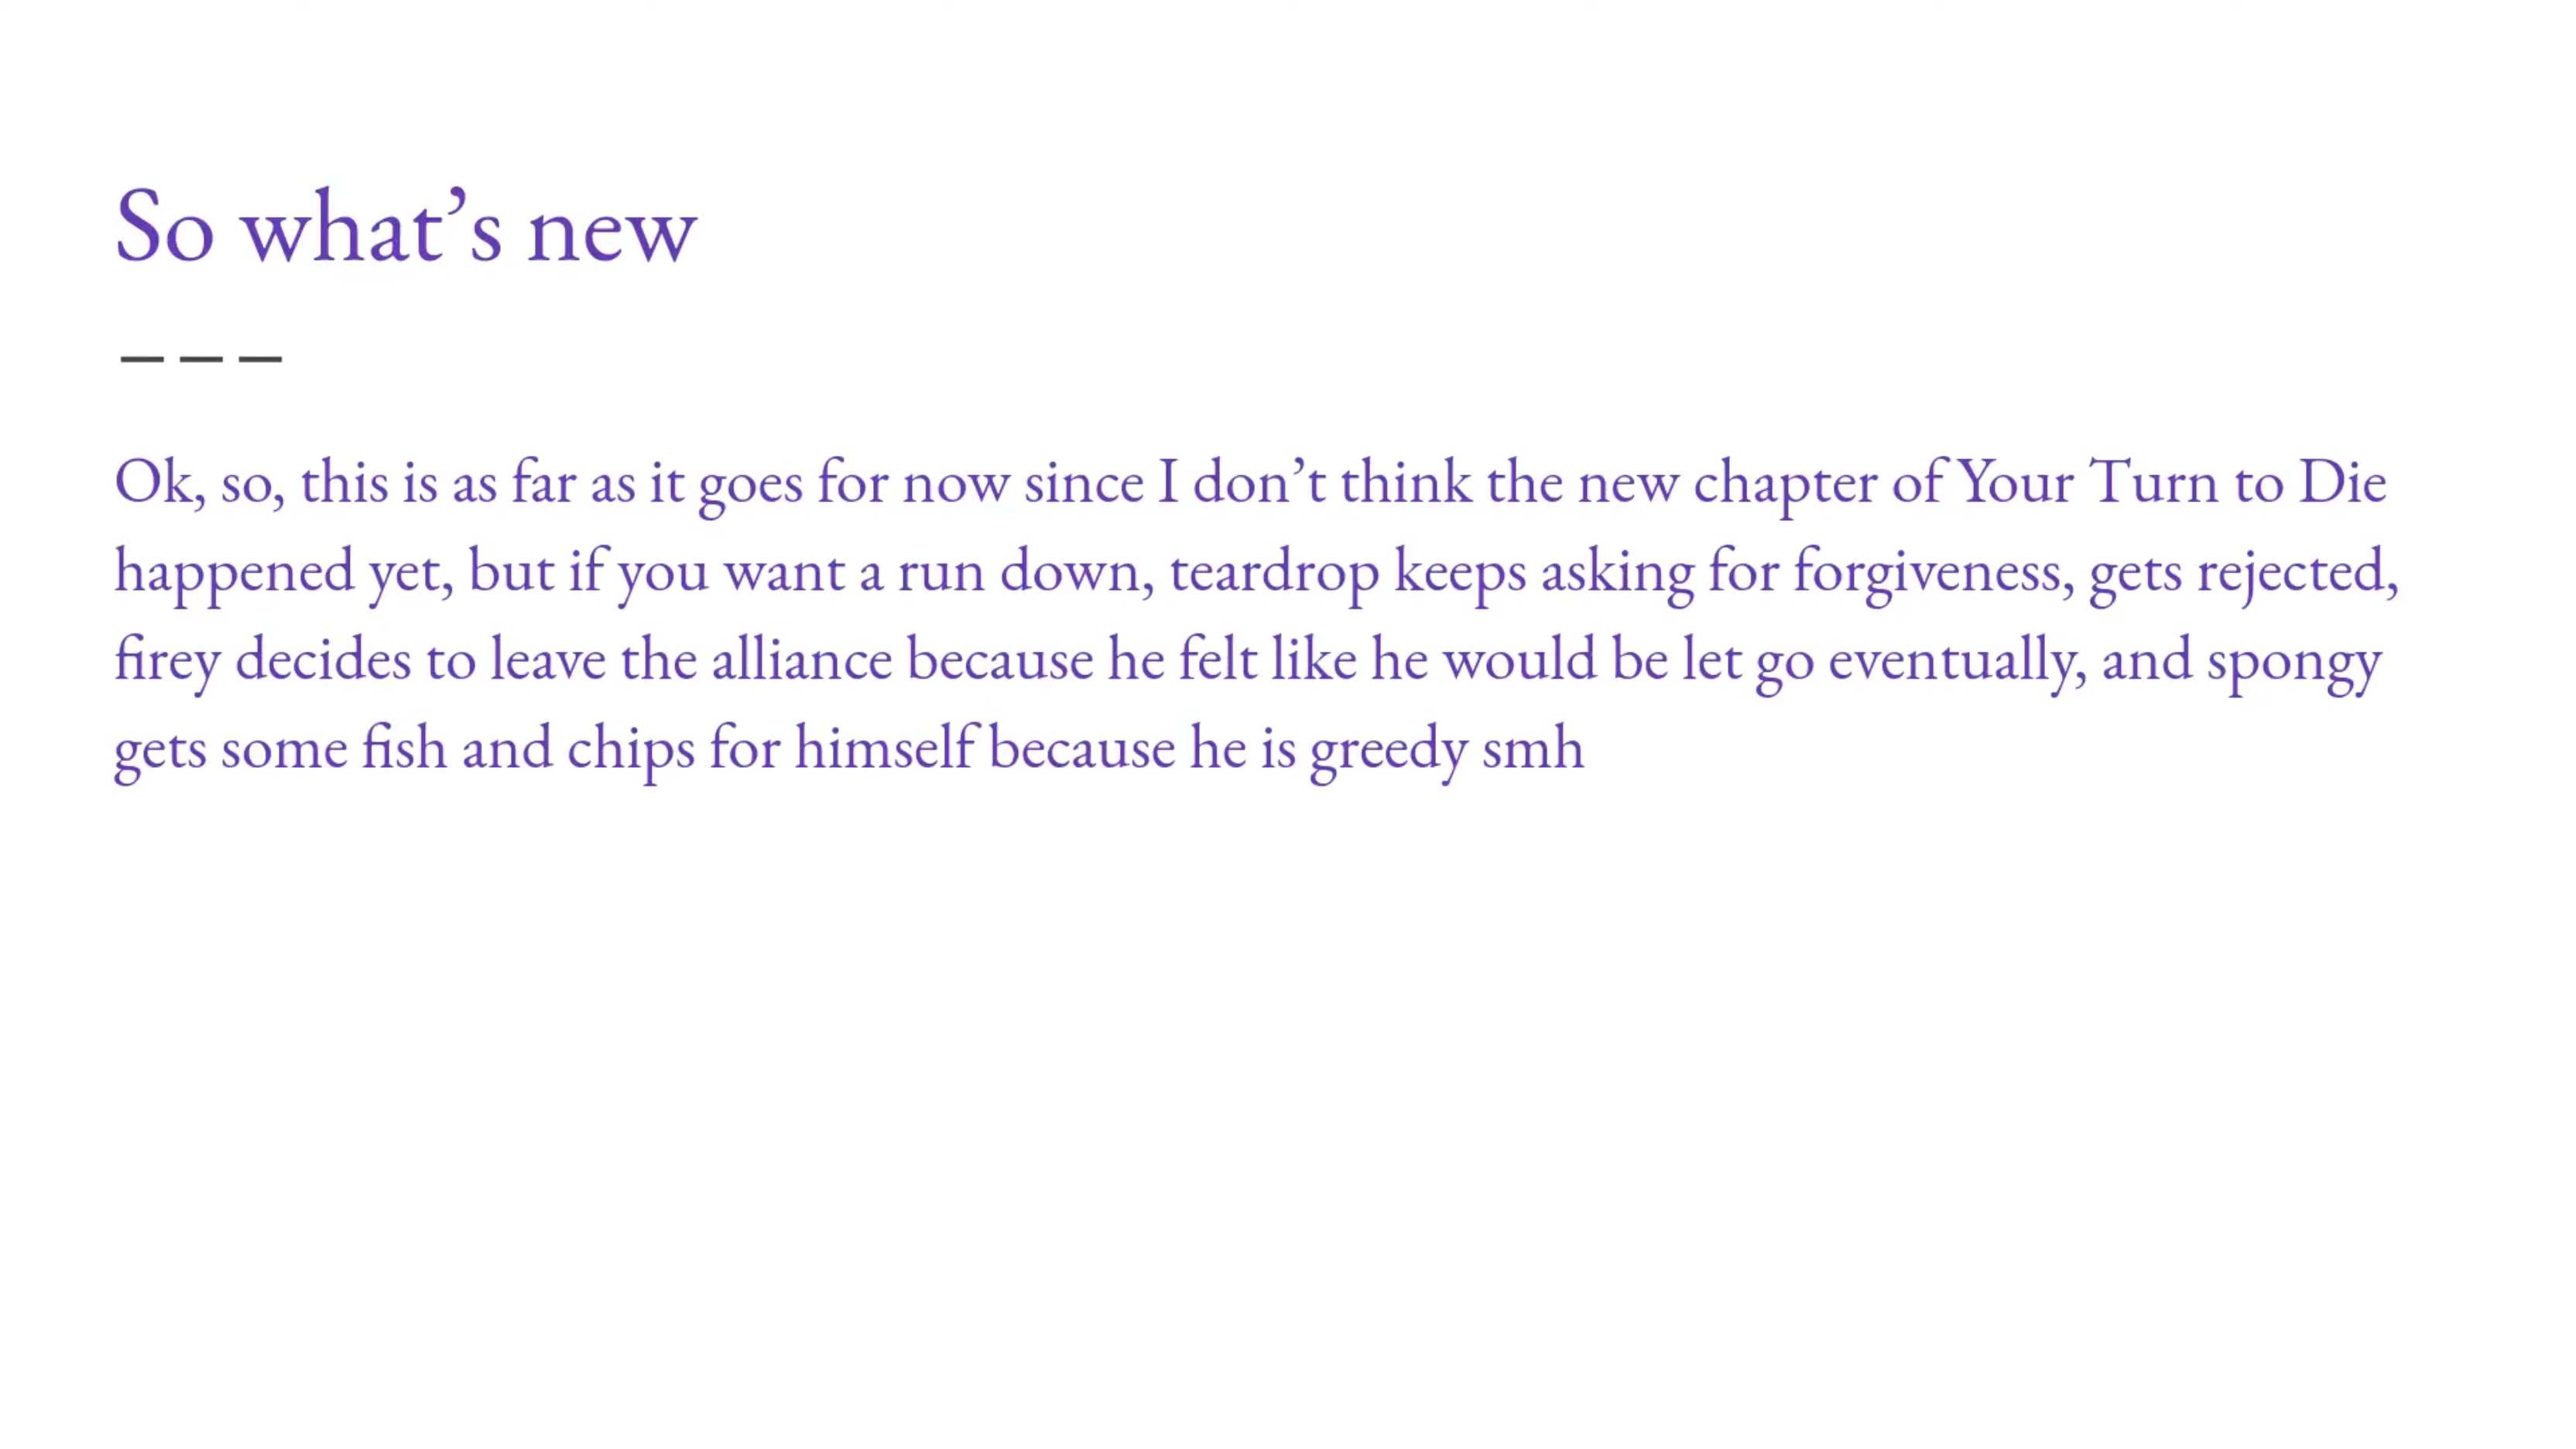 So what’s new
Ok, so, this is as far as it goes for now since I don’t think the new chapter of Your Turn to Die
happened yet, but if you want a run down, teardrop keeps asking for forgiveness, gets rejected,
firey decides to leave the alliance because he felt like he would be let go eventually, and spongy
gets some fish and chips for himself because he is greedy smh